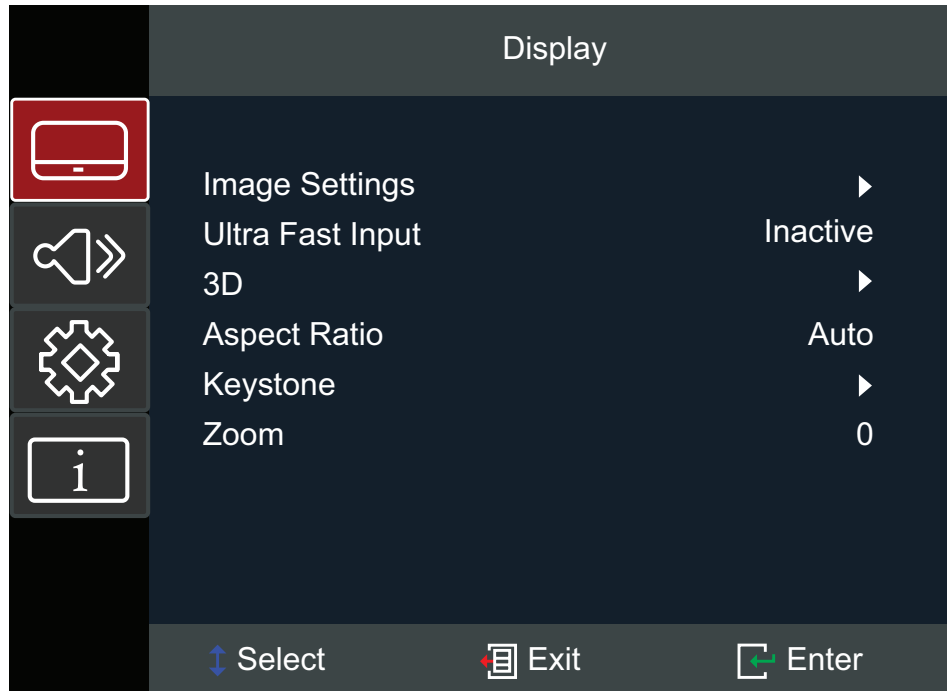 Display
Image Settings
Ultra Fast Input Inactive
3D
Aspect Ratio Auto
Keystone
Zoom 0
i
Select Exit Enter